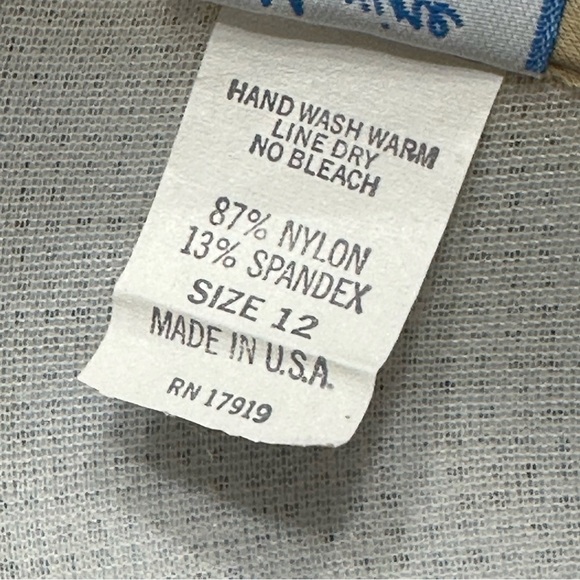 HAND WASH WARM
LINE DRY
NO BLEACH
87% NYLON
13% SPANDEX
SIZE 12
MADE IN U.S.A.
RN 17919